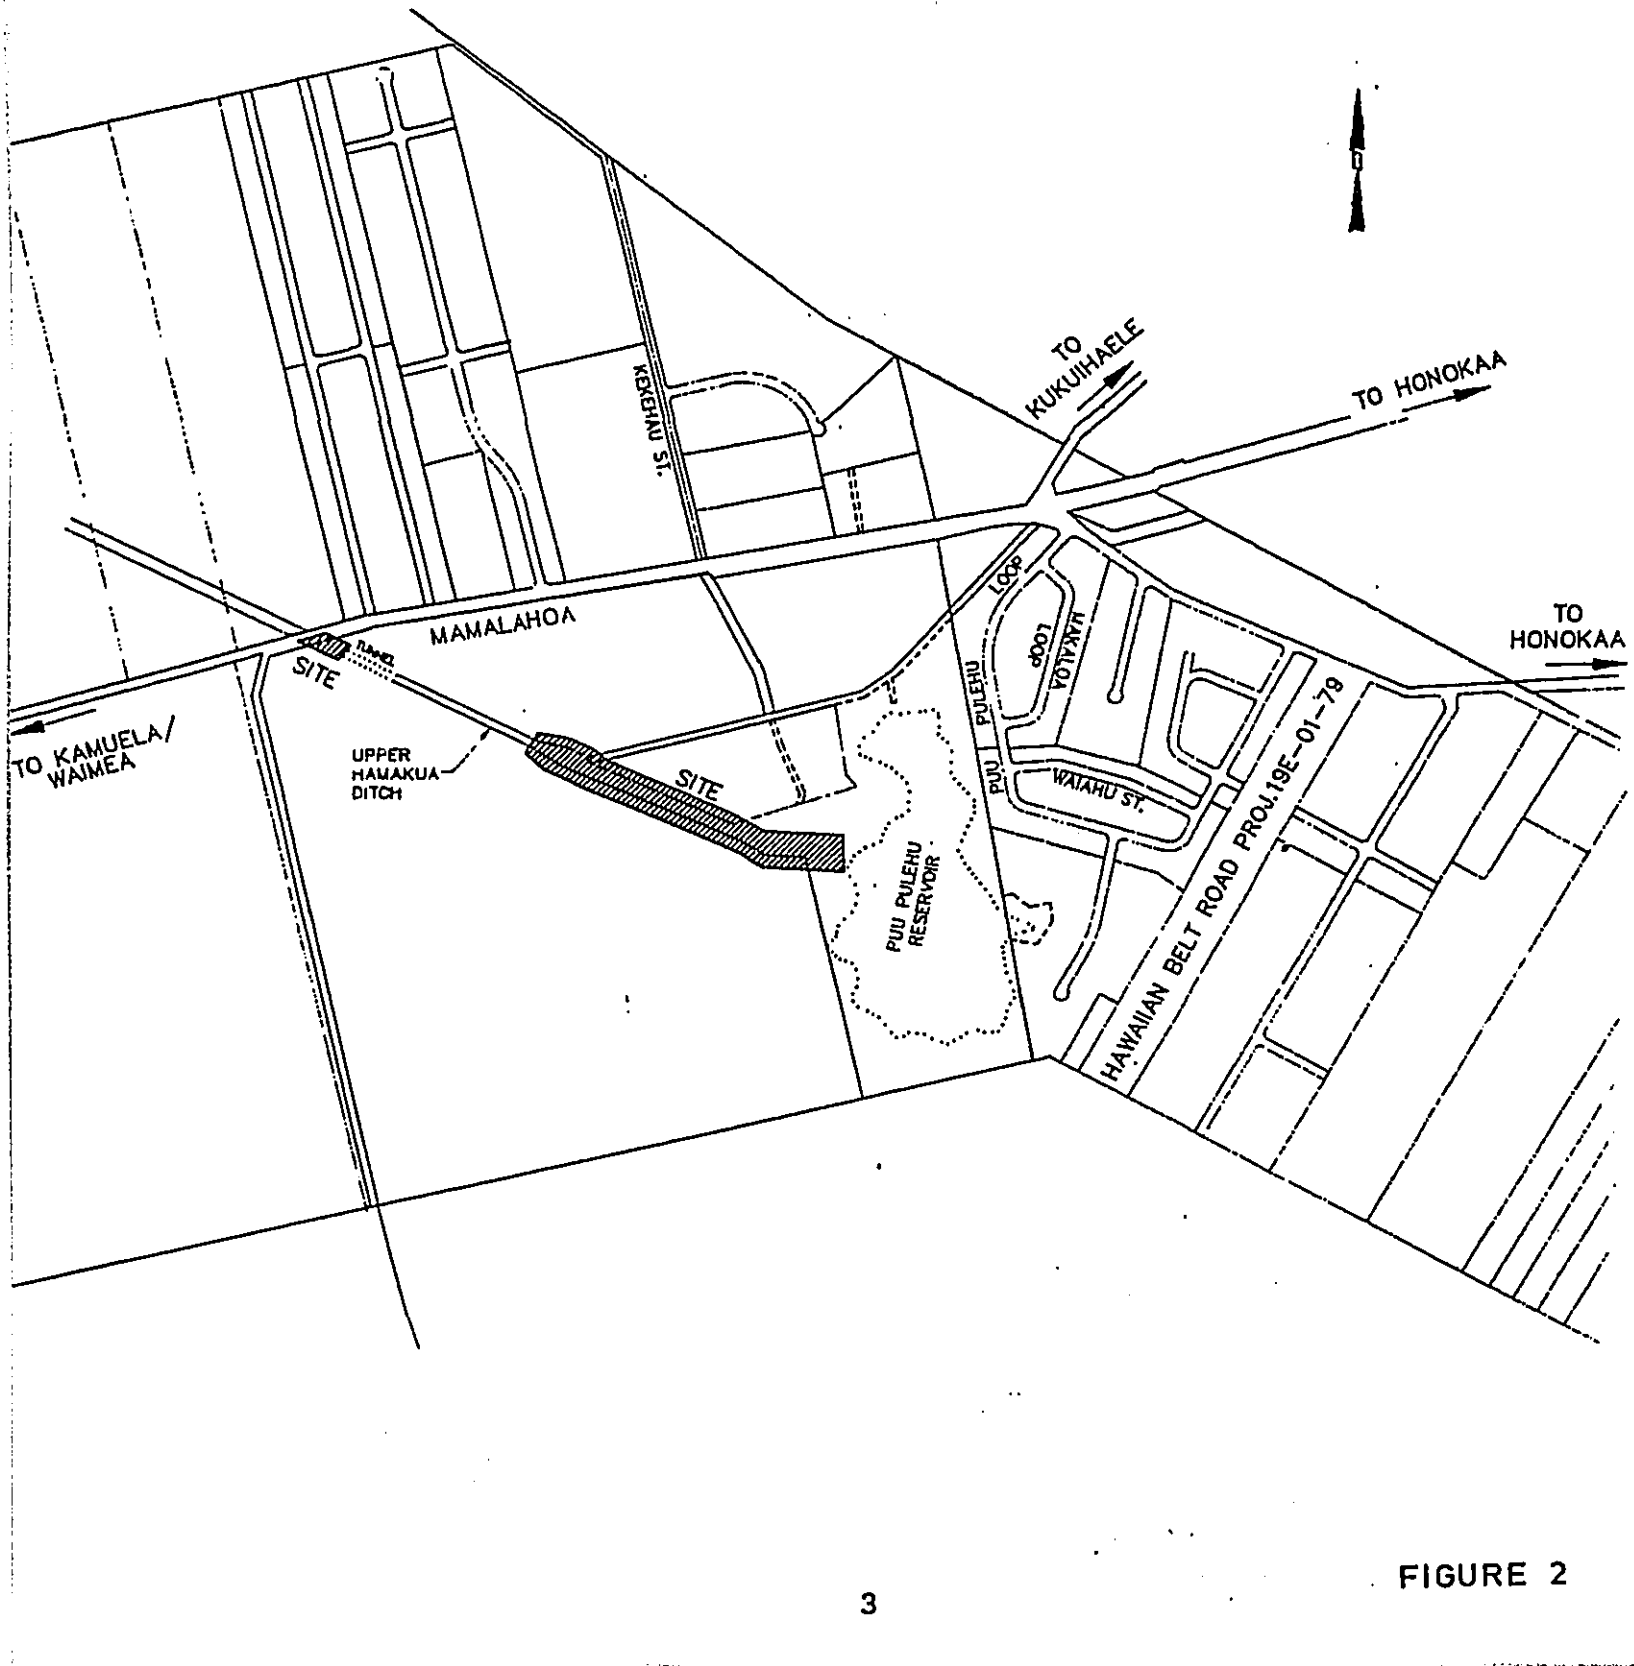 TO
KUKUIHAELE
TO HONOKAA
KEKEHAU ST.
TO
HONOKAA
MAMALAHOA
TUNNEL
SITE
LOOP
MAKALOA
LOOP
PUU PULEHU
TO KAMUELA/
WAIMEA
UPPER
HAMAKUA
DITCH
SITE
WAIAHU ST.
PUU PULEHU
RESERVOIR
HAWAIIAN BELT ROAD PROJ.19E-01-79
FIGURE 2
3